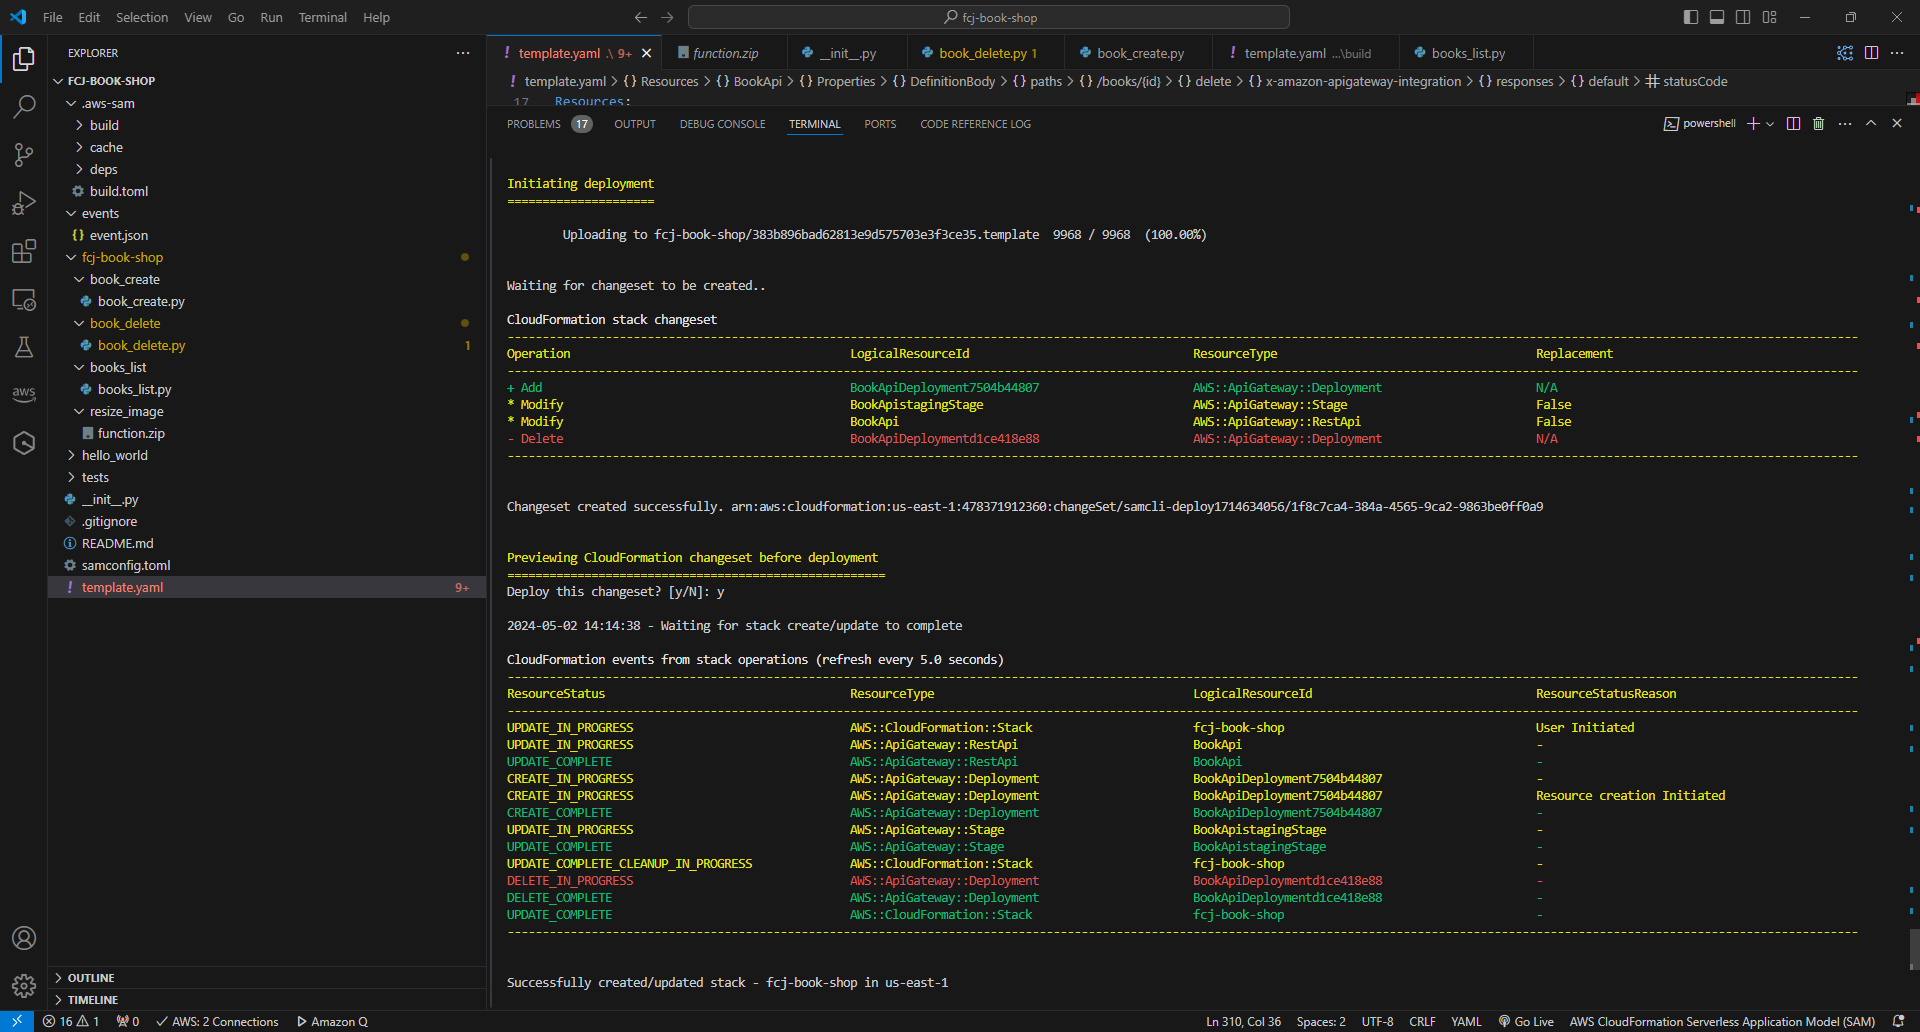 File Edit Selection View Go Run Terminal Help
fcj-book-shop
EXPLORER
FCJ-BOOK-SHOP
.aws-sam
build
cache
deps
build.toml
events
event.json
fcj-book-shop
book_create
book_create.py
book_delete
book_delete.py 1
books_list
books_list.py
resize_image
function.zip
hello_world
tests
__init__.py
.gitignore
README.md
samconfig.toml
template.yaml 9+
OUTLINE
TIMELINE
template.yaml .\ 9+ function.zip __init__.py book_delete.py 1 book_create.py template.yaml ...\build books_list.py
template.yaml > {} Resources > {} BookApi > {} Properties > {} DefinitionBody > {} paths > {} /books/{id} > {} delete > {} x-amazon-apigateway-integration > {} responses > {} default > statusCode
17 Resources:
PROBLEMS 17 OUTPUT DEBUG CONSOLE TERMINAL PORTS CODE REFERENCE LOG powershell
Initiating deployment
=====================
Uploading to fcj-book-shop/383b896bad62813e9d575703e3f3ce35.template 9968 / 9968 (100.00%)
Waiting for changeset to be created..
CloudFormation stack changeset
Operation LogicalResourceId ResourceType Replacement
+ Add BookApiDeployment7504b44807 AWS::ApiGateway::Deployment N/A
* Modify BookApistagingStage AWS::ApiGateway::Stage False
* Modify BookApi AWS::ApiGateway::RestApi False
- Delete BookApiDeploymentd1ce418e88 AWS::ApiGateway::Deployment N/A
Changeset created successfully. arn:aws:cloudformation:us-east-1:478371912360:changeSet/samcli-deploy1714634056/1f8c7ca4-384a-4565-9ca2-9863be0ff0a9
Previewing CloudFormation changeset before deployment
======================================================
Deploy this changeset? [y/N]: y
2024-05-02 14:14:38 - Waiting for stack create/update to complete
CloudFormation events from stack operations (refresh every 5.0 seconds)
ResourceStatus ResourceType LogicalResourceId ResourceStatusReason
UPDATE_IN_PROGRESS AWS::CloudFormation::Stack fcj-book-shop User Initiated
UPDATE_IN_PROGRESS AWS::ApiGateway::RestApi BookApi -
UPDATE_COMPLETE AWS::ApiGateway::RestApi BookApi -
CREATE_IN_PROGRESS AWS::ApiGateway::Deployment BookApiDeployment7504b44807 -
CREATE_IN_PROGRESS AWS::ApiGateway::Deployment BookApiDeployment7504b44807 Resource creation Initiated
CREATE_COMPLETE AWS::ApiGateway::Deployment BookApiDeployment7504b44807 -
UPDATE_IN_PROGRESS AWS::ApiGateway::Stage BookApistagingStage -
UPDATE_COMPLETE AWS::ApiGateway::Stage BookApistagingStage -
UPDATE_COMPLETE_CLEANUP_IN_PROGRESS AWS::CloudFormation::Stack fcj-book-shop -
DELETE_IN_PROGRESS AWS::ApiGateway::Deployment BookApiDeploymentd1ce418e88 -
DELETE_COMPLETE AWS::ApiGateway::Deployment BookApiDeploymentd1ce418e88 -
UPDATE_COMPLETE AWS::CloudFormation::Stack fcj-book-shop -
Successfully created/updated stack - fcj-book-shop in us-east-1
aws
16 1 0 AWS: 2 Connections Amazon Q Ln 310, Col 36 Spaces: 2 UTF-8 CRLF YAML Go Live AWS CloudFormation Serverless Application Model (SAM)